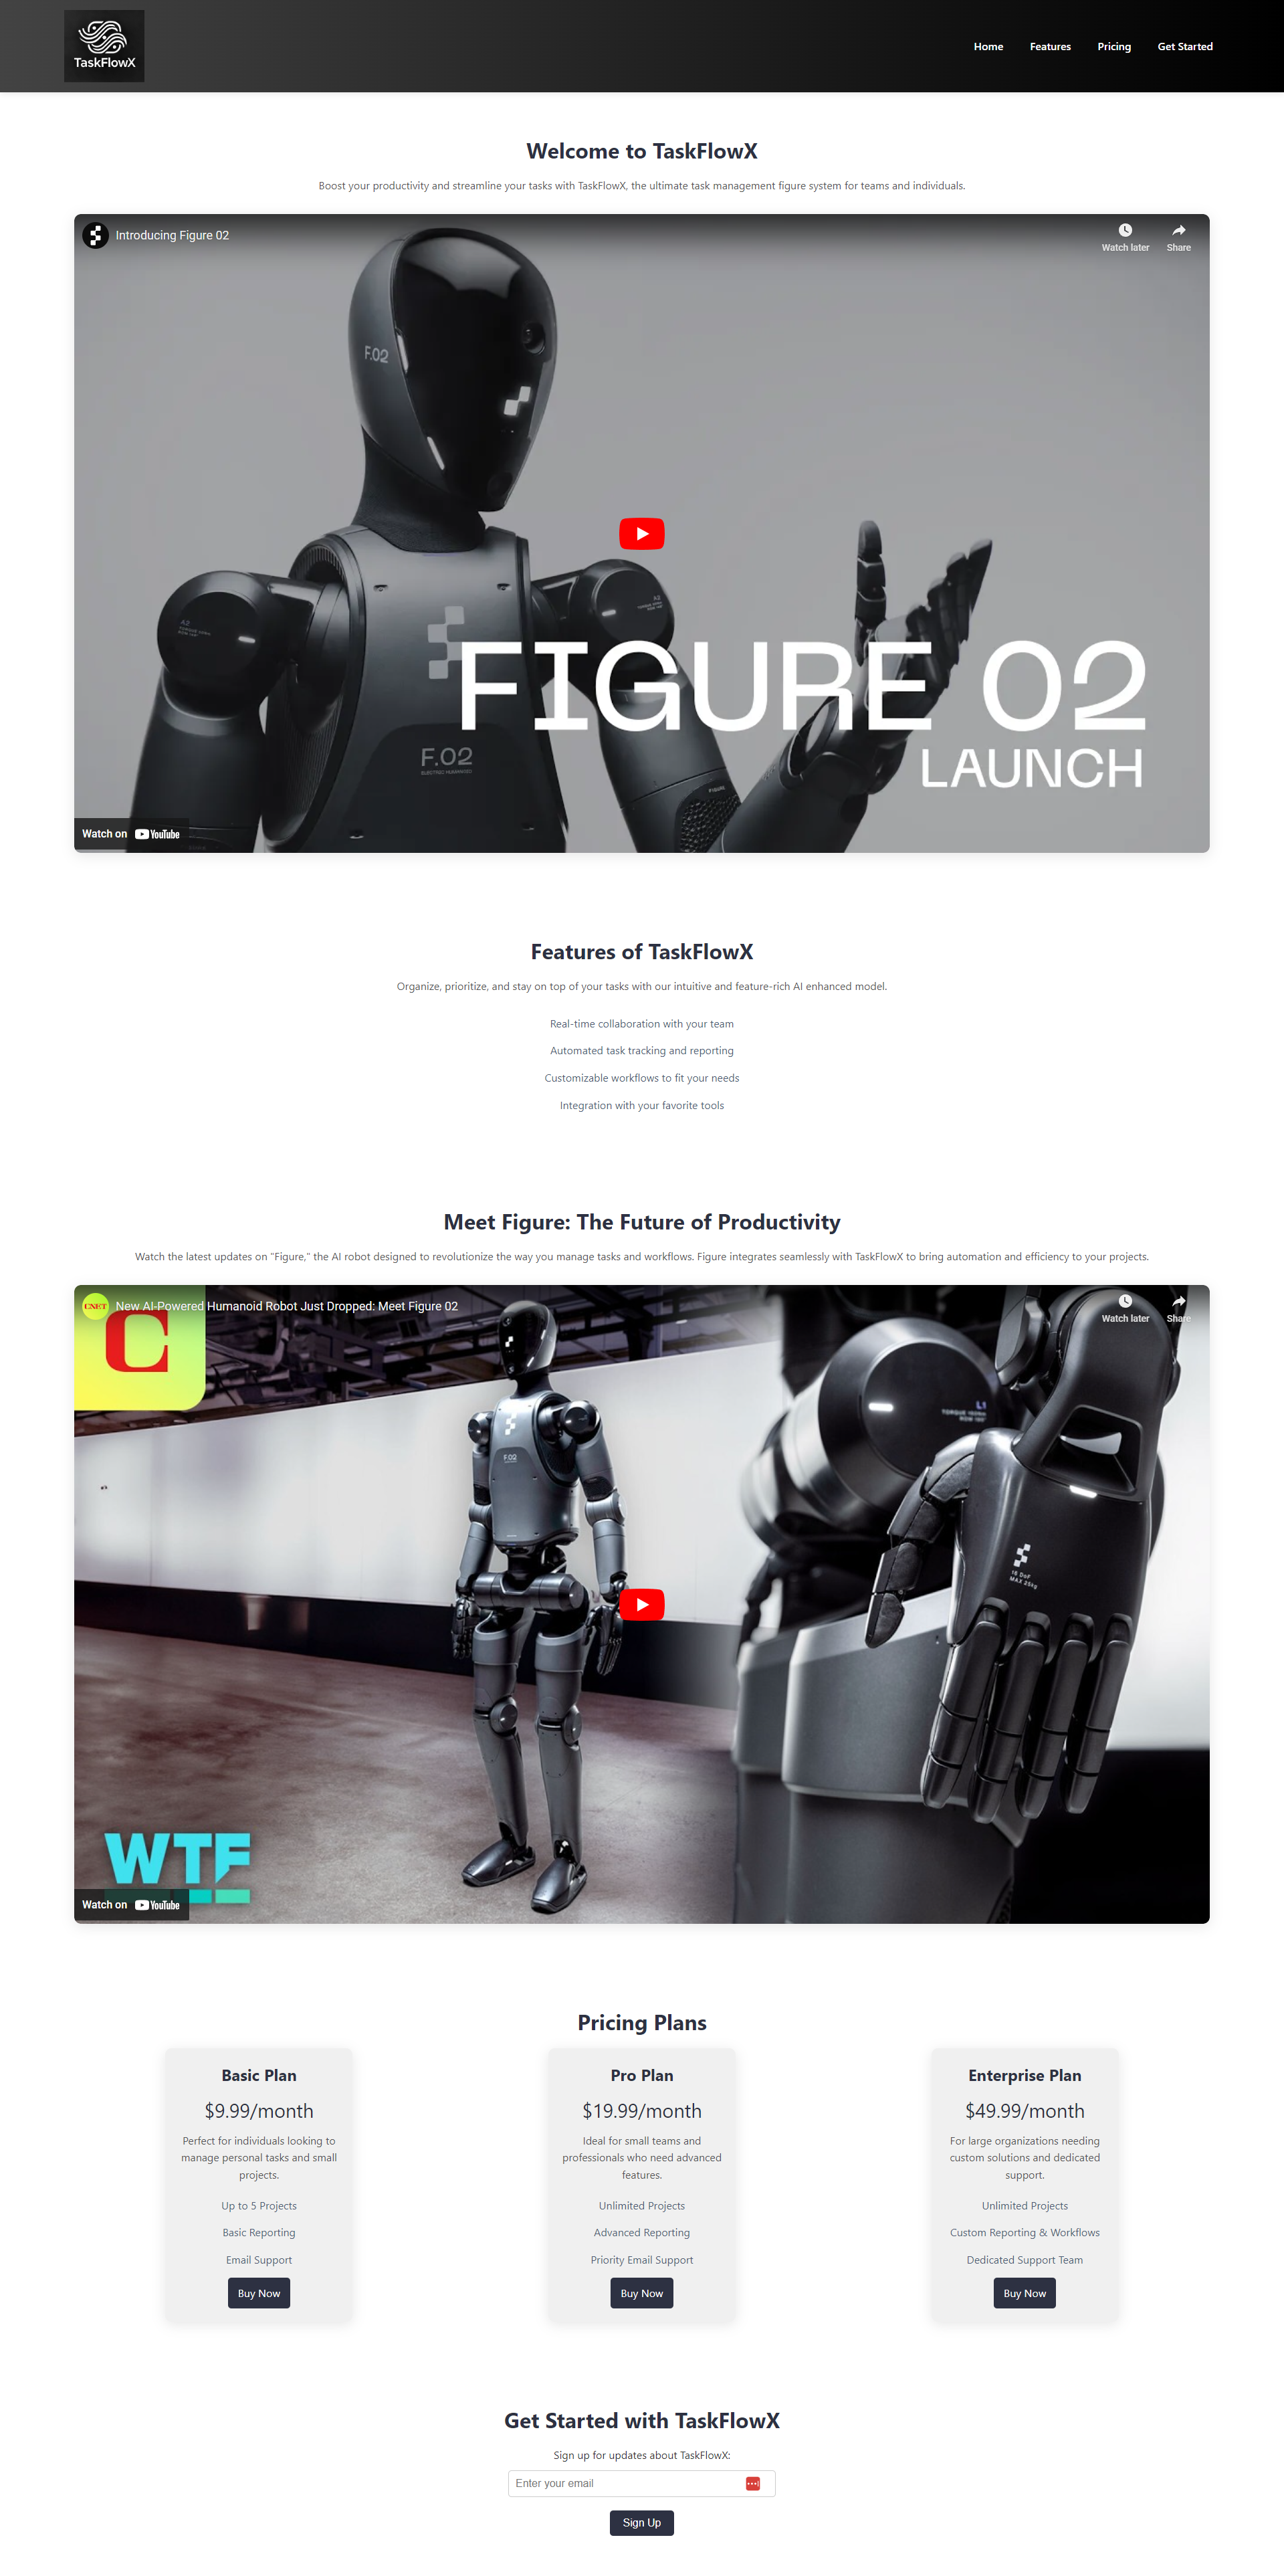 TaskFlowX
Home Features Pricing Get Started
Welcome to TaskFlowX
Boost your productivity and streamline your tasks with TaskFlowX, the ultimate task management figure system for teams and individuals.
Introducing Figure 02
Watch later Share
F.02
FIGURE 02
LAUNCH
F.02
ELECTRIC HUMANOID
FIGURE
Watch on YouTube
Features of TaskFlowX
Organize, prioritize, and stay on top of your tasks with our intuitive and feature-rich AI enhanced model.
Real-time collaboration with your team
Automated task tracking and reporting
Customizable workflows to fit your needs
Integration with your favorite tools
Meet Figure: The Future of Productivity
Watch the latest updates on "Figure," the AI robot designed to revolutionize the way you manage tasks and workflows. Figure integrates seamlessly with TaskFlowX to bring automation and efficiency to your projects.
CNET
New AI-Powered Humanoid Robot Just Dropped: Meet Figure 02
Watch later Share
C
F.02
16 DoF
MAX 25kg
WTF
Watch on YouTube
Pricing Plans
Basic Plan
$9.99/month
Perfect for individuals looking to
manage personal tasks and small
projects.
Up to 5 Projects
Basic Reporting
Email Support
Buy Now
Pro Plan
$19.99/month
Ideal for small teams and
professionals who need advanced
features.
Unlimited Projects
Advanced Reporting
Priority Email Support
Buy Now
Enterprise Plan
$49.99/month
For large organizations needing
custom solutions and dedicated
support.
Unlimited Projects
Custom Reporting & Workflows
Dedicated Support Team
Buy Now
Get Started with TaskFlowX
Sign up for updates about TaskFlowX:
Enter your email
Sign Up